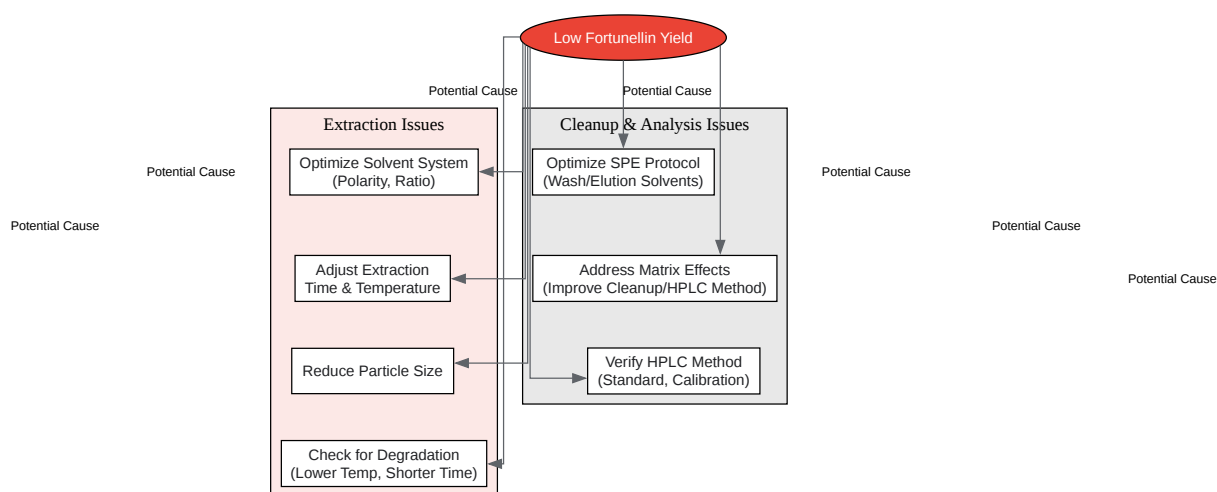 Low Fortunellin Yield
Potential Cause
Potential Cause
Extraction Issues
Cleanup & Analysis Issues
Potential Cause
Optimize Solvent System
(Polarity, Ratio)
Optimize SPE Protocol
(Wash/Elution Solvents)
Potential Cause
Potential Cause
Potential Cause
Adjust Extraction
Time & Temperature
Address Matrix Effects
(Improve Cleanup/HPLC Method)
Potential Cause
Reduce Particle Size
Verify HPLC Method
(Standard, Calibration)
Check for Degradation
(Lower Temp, Shorter Time)